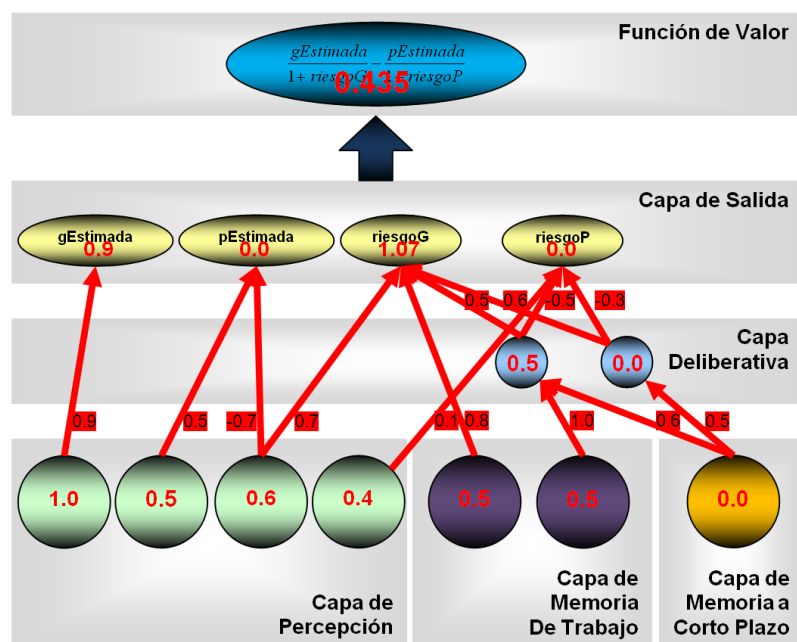 Función de Valor
gEstimada pEstimada
1+ riesgoG − 1+ riesgoP
0.435
Capa de Salida
gEstimada pEstimada riesgoG riesgoP
0.9 0.0 1.07 0.0
0.5 0.6 -0.5 -0.3
Capa
Deliberativa
0.5 0.0
0.9 0.5 -0.7 0.7 0.1 0.8 1.0 0.6 0.5
1.0 0.5 0.6 0.4 0.5 0.5 0.0
Capa de
Percepción
Capa de
Memoria
De Trabajo
Capa de
Memoria a
Corto Plazo